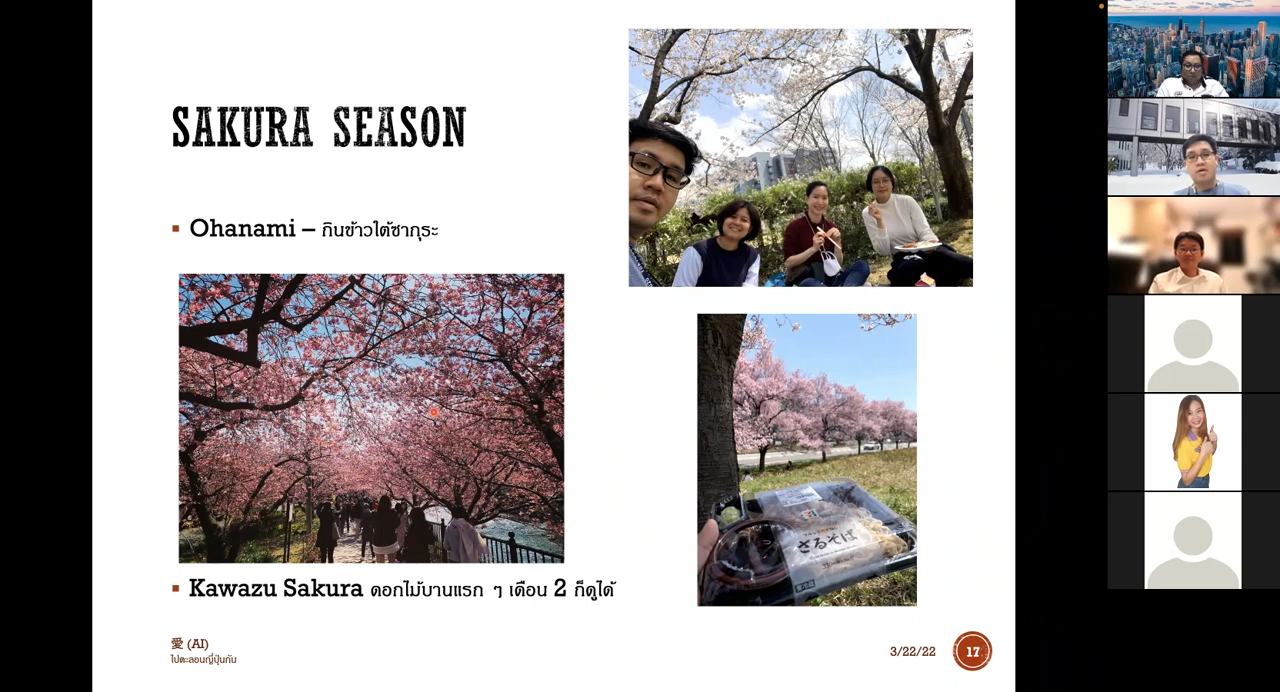 SAKURA SEASON
Ohanami – กินข้าวใต้ซากุระ
さるそば
Kawazu Sakura ดอกไม้บานแรก ๆ เดือน 2 ก็ดูได้
愛 (AI)
ไปตะลอนญี่ปุ่นกัน
3/22/22
17